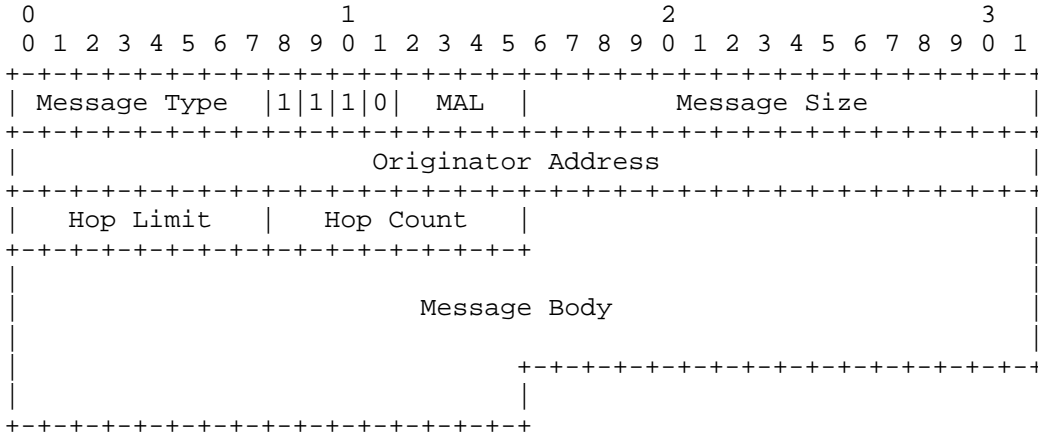 0                   1                   2                   3
 0 1 2 3 4 5 6 7 8 9 0 1 2 3 4 5 6 7 8 9 0 1 2 3 4 5 6 7 8 9 0 1
+-+-+-+-+-+-+-+-+-+-+-+-+-+-+-+-+-+-+-+-+-+-+-+-+-+-+-+-+-+-+-+-+
| Message Type  |1|1|1|0|  MAL  |         Message Size          |
+-+-+-+-+-+-+-+-+-+-+-+-+-+-+-+-+-+-+-+-+-+-+-+-+-+-+-+-+-+-+-+-+
|                      Originator Address                       |
+-+-+-+-+-+-+-+-+-+-+-+-+-+-+-+-+-+-+-+-+-+-+-+-+-+-+-+-+-+-+-+-+
|   Hop Limit   |   Hop Count   |                               |
+-+-+-+-+-+-+-+-+-+-+-+-+-+-+-+-+                               |
|                                                               |
|                         Message Body                          |
|                                                               |
|                               +-+-+-+-+-+-+-+-+-+-+-+-+-+-+-+-+
|                               |
+-+-+-+-+-+-+-+-+-+-+-+-+-+-+-+-+